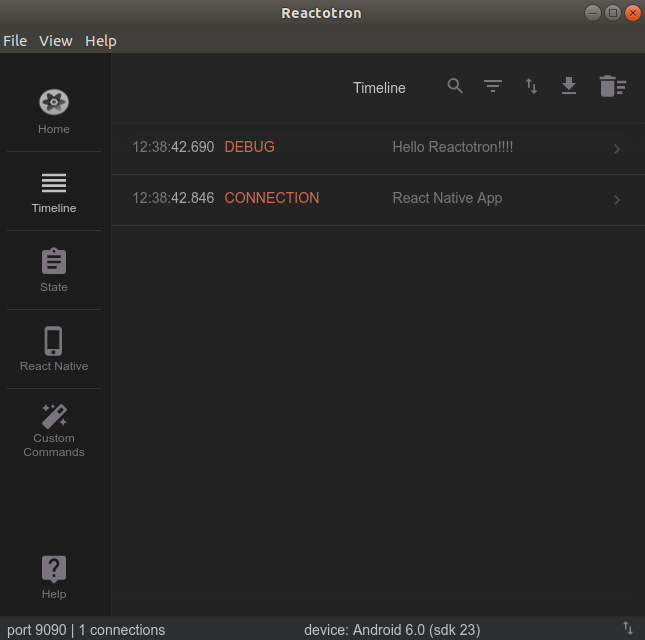 Reactotron
File View Help
Home
Timeline
State
React Native
Custom
Commands
Help
Timeline
12:38:42.690 DEBUG Hello Reactotron!!!!
12:38:42.846 CONNECTION React Native App
port 9090 | 1 connections device: Android 6.0 (sdk 23)